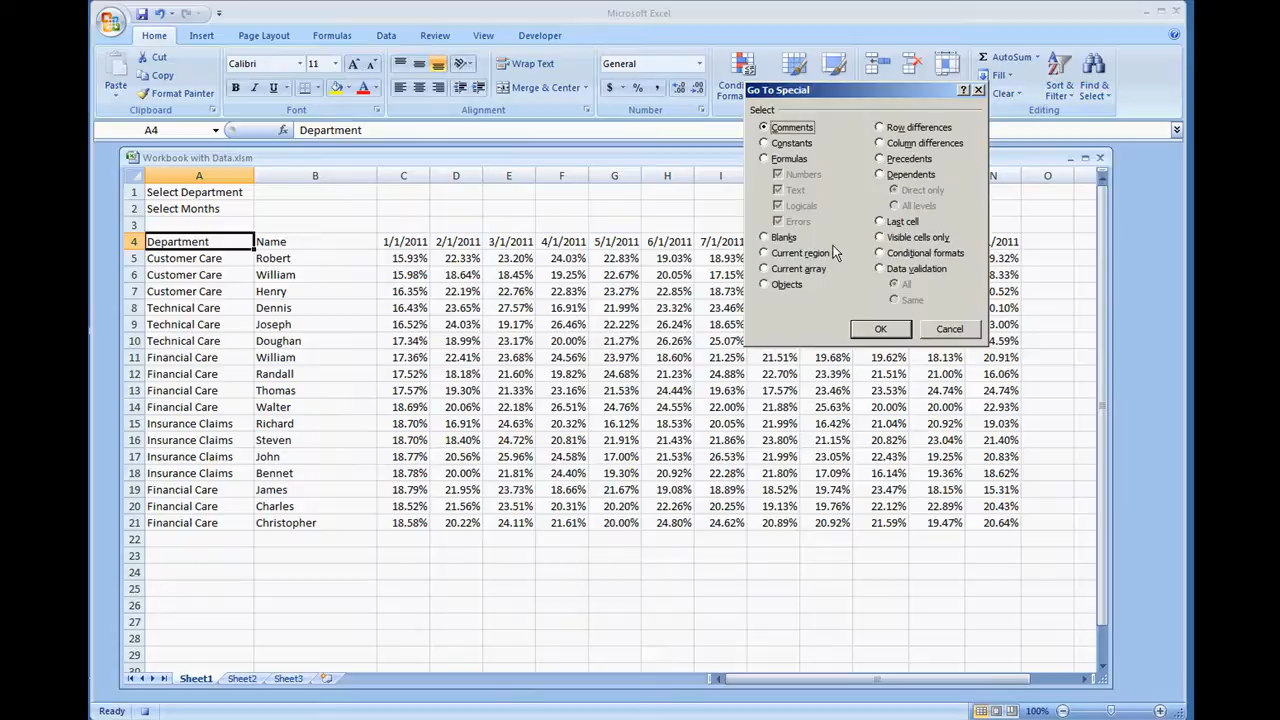 Microsoft Excel
Home Insert Page Layout Formulas Data Review View Developer
Cut
Copy
Format Painter
Paste
Clipboard
Calibri 11
B I U
Font
Wrap Text
Merge & Center
Alignment
General
$ % ,
Number
AutoSum
Fill
Clear
Sort & Filter
Find & Select
Editing
A4 fx Department
Workbook with Data.xlsm
Go To Special
Select
Comments
Constants
Formulas
Numbers
Text
Logicals
Errors
Blanks
Current region
Current array
Objects
Row differences
Column differences
Precedents
Dependents
Direct only
All levels
Last cell
Visible cells only
Conditional formats
Data validation
All
Same
OK Cancel
A B C D E F G H I N O
1 Select Department
2 Select Months
3
4 Department Name 1/1/2011 2/1/2011 3/1/2011 4/1/2011 5/1/2011 6/1/2011 7/1/2011
5 Customer Care Robert 15.93% 22.33% 23.20% 24.03% 22.83% 19.03% 18.93%
6 Customer Care William 15.98% 18.64% 18.45% 19.25% 22.67% 20.05% 17.15%
7 Customer Care Henry 16.35% 22.19% 32.76% 22.83% 23.27% 22.85% 18.73%
8 Technical Care Dennis 16.43% 23.65% 27.57% 16.91% 21.09% 23.32% 23.46%
9 Technical Care Joseph 16.52% 24.03% 19.17% 26.46% 22.22% 26.24% 18.65%
10 Technical Care Doughan 17.34% 18.93% 23.17% 20.00% 21.21% 26.26% 25.07%
11 Financial Care William 17.36% 22.41% 23.68% 24.56% 23.97% 18.60% 21.25% 21.51% 19.68% 19.62% 18.13% 20.91%
12 Financial Care Randall 17.52% 22.18% 21.60% 19.82% 24.68% 21.23% 24.88% 22.70% 23.39% 21.51% 21.00% 16.06%
13 Financial Care Thomas 17.57% 19.30% 21.33% 23.16% 21.53% 24.44% 19.63% 17.57% 23.46% 23.53% 24.74% 24.74%
14 Financial Care Walter 18.69% 20.06% 22.18% 26.51% 24.76% 24.55% 22.00% 21.88% 25.63% 20.00% 20.00% 22.93%
15 Insurance Claims Richard 18.70% 16.91% 24.63% 20.32% 16.12% 18.53% 20.05% 21.99% 16.42% 21.04% 20.92% 19.03%
16 Insurance Claims Steven 18.70% 18.40% 24.72% 20.81% 21.91% 21.43% 21.86% 23.80% 21.15% 20.82% 23.04% 21.40%
17 Insurance Claims John 18.77% 20.56% 25.96% 24.58% 17.00% 21.53% 26.53% 21.99% 23.05% 22.43% 19.25% 20.83%
18 Insurance Claims Bennet 18.78% 20.00% 21.81% 24.40% 19.30% 20.92% 22.28% 21.80% 17.09% 16.14% 19.36% 18.62%
19 Financial Care James 18.79% 21.95% 23.73% 18.66% 21.67% 19.08% 18.89% 18.52% 19.74% 23.47% 18.15% 15.31%
20 Financial Care Charles 18.52% 21.56% 23.51% 20.31% 20.20% 22.26% 20.25% 19.13% 19.76% 22.12% 22.89% 20.43%
21 Financial Care Christopher 18.58% 20.22% 24.11% 21.61% 20.00% 24.80% 24.62% 20.89% 20.92% 21.59% 19.47% 20.64%
22
23
24
25
26
27
28
29
Sheet1 Sheet2 Sheet3
Ready 100%